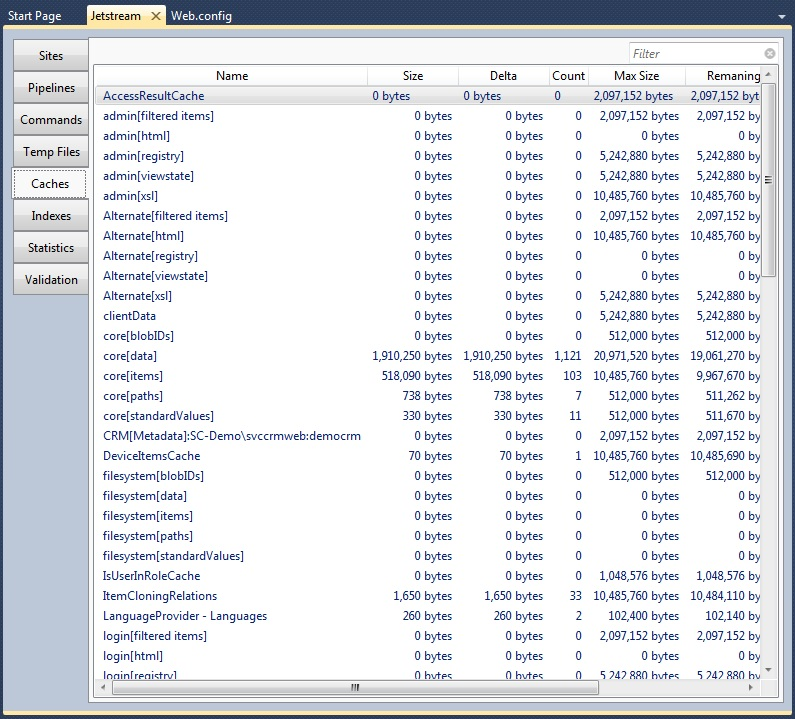 Start Page Jetstream Web.config
Filter
Sites
Pipelines
Commands
Temp Files
Caches
Indexes
Statistics
Validation
Name Size Delta Count Max Size Remaining
AccessResultCache 0 bytes 0 bytes 0 2,097,152 bytes 2,097,152 byt
admin[filtered items] 0 bytes 0 bytes 0 2,097,152 bytes 2,097,152 by
admin[html] 0 bytes 0 bytes 0 0 bytes 0 by
admin[registry] 0 bytes 0 bytes 0 5,242,880 bytes 5,242,880 by
admin[viewstate] 0 bytes 0 bytes 0 5,242,880 bytes 5,242,880 by
admin[xsl] 0 bytes 0 bytes 0 10,485,760 bytes 10,485,760 by
Alternate[filtered items] 0 bytes 0 bytes 0 2,097,152 bytes 2,097,152 by
Alternate[html] 0 bytes 0 bytes 0 10,485,760 bytes 10,485,760 by
Alternate[registry] 0 bytes 0 bytes 0 0 bytes 0 by
Alternate[viewstate] 0 bytes 0 bytes 0 0 bytes 0 by
Alternate[xsl] 0 bytes 0 bytes 0 5,242,880 bytes 5,242,880 by
clientData 0 bytes 0 bytes 0 5,242,880 bytes 5,242,880 by
core[blobIDs] 0 bytes 0 bytes 0 512,000 bytes 512,000 by
core[data] 1,910,250 bytes 1,910,250 bytes 1,121 20,971,520 bytes 19,061,270 by
core[items] 518,090 bytes 518,090 bytes 103 10,485,760 bytes 9,967,670 by
core[paths] 738 bytes 738 bytes 7 512,000 bytes 511,262 by
core[standardValues] 330 bytes 330 bytes 11 512,000 bytes 511,670 by
CRM[Metadata]:SC-Demo\svccrmweb:democrm 0 bytes 0 bytes 0 2,097,152 bytes 2,097,152 by
DeviceItemsCache 70 bytes 70 bytes 1 10,485,760 bytes 10,485,690 by
filesystem[blobIDs] 0 bytes 0 bytes 0 512,000 bytes 512,000 by
filesystem[data] 0 bytes 0 bytes 0 0 bytes 0 by
filesystem[items] 0 bytes 0 bytes 0 0 bytes 0 by
filesystem[paths] 0 bytes 0 bytes 0 0 bytes 0 by
filesystem[standardValues] 0 bytes 0 bytes 0 0 bytes 0 by
IsUserInRoleCache 0 bytes 0 bytes 0 1,048,576 bytes 1,048,576 by
ItemCloningRelations 1,650 bytes 1,650 bytes 33 10,485,760 bytes 10,484,110 by
LanguageProvider - Languages 260 bytes 260 bytes 2 102,400 bytes 102,140 by
login[filtered items] 0 bytes 0 bytes 0 2,097,152 bytes 2,097,152 by
login[html] 0 bytes 0 bytes 0 0 bytes 0 by
login[registry] 0 bytes 0 bytes 0 5,242,880 bytes 5,242,880 by